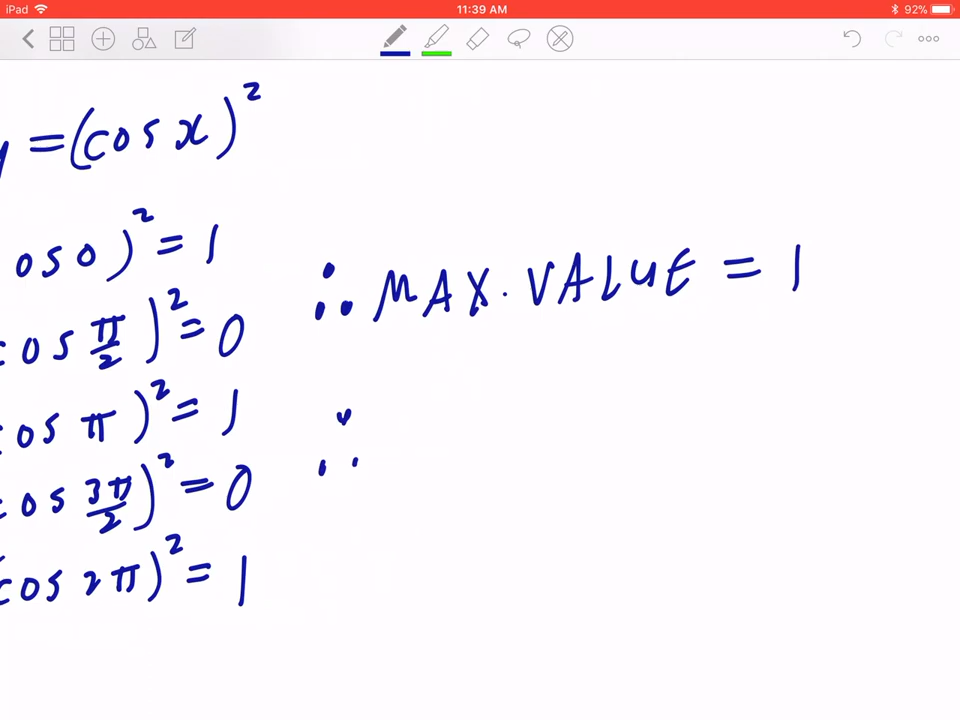 iPad 11:39 AM 92%
y = (cos x)²
os 0)² = 1
∴ MAX. VALUE = 1
cos π/2)² = 0
cos π)² = 1
∴
cos 3π/2)² = 0
cos 2π)² = 1